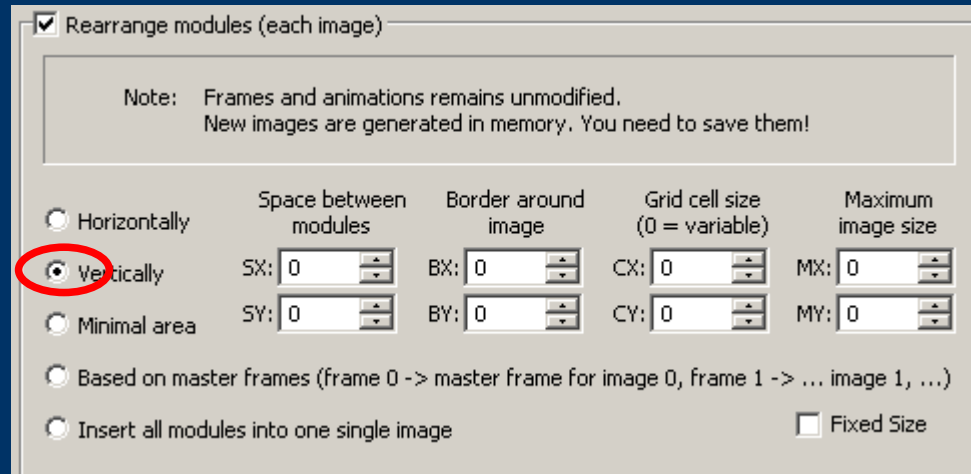 Rearrange modules (each image)
Note: Frames and animations remains unmodified.
New images are generated in memory. You need to save them!
Space between modules
Border around image
Grid cell size (0 = variable)
Maximum image size
Horizontally
Vertically
SX: 0 BX: 0 CX: 0 MX: 0
Minimal area
SY: 0 BY: 0 CY: 0 MY: 0
Based on master frames (frame 0 -> master frame for image 0, frame 1 -> ... image 1, ...)
Insert all modules into one single image
Fixed Size